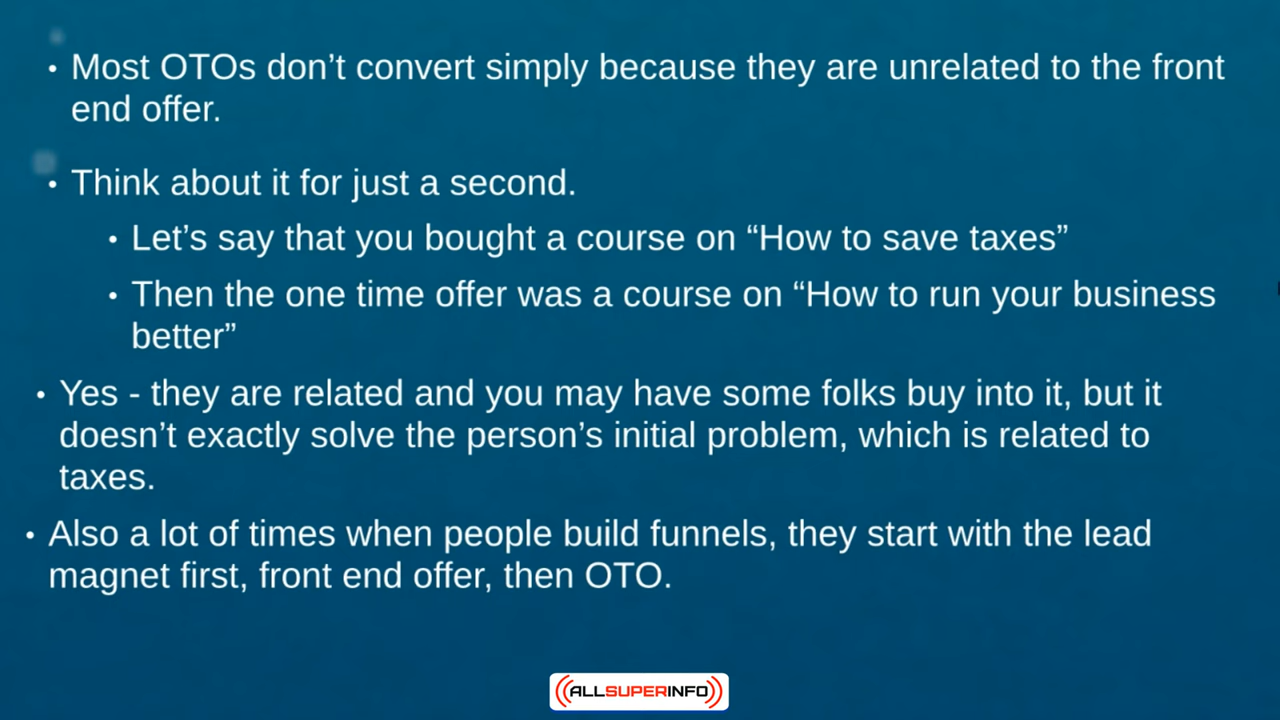 • Most OTOs don’t convert simply because they are unrelated to the front
end offer.
• Think about it for just a second.
• Let’s say that you bought a course on “How to save taxes”
• Then the one time offer was a course on “How to run your business
better”
• Yes - they are related and you may have some folks buy into it, but it
doesn’t exactly solve the person’s initial problem, which is related to
taxes.
• Also a lot of times when people build funnels, they start with the lead
magnet first, front end offer, then OTO.
ALLSUPERINFO